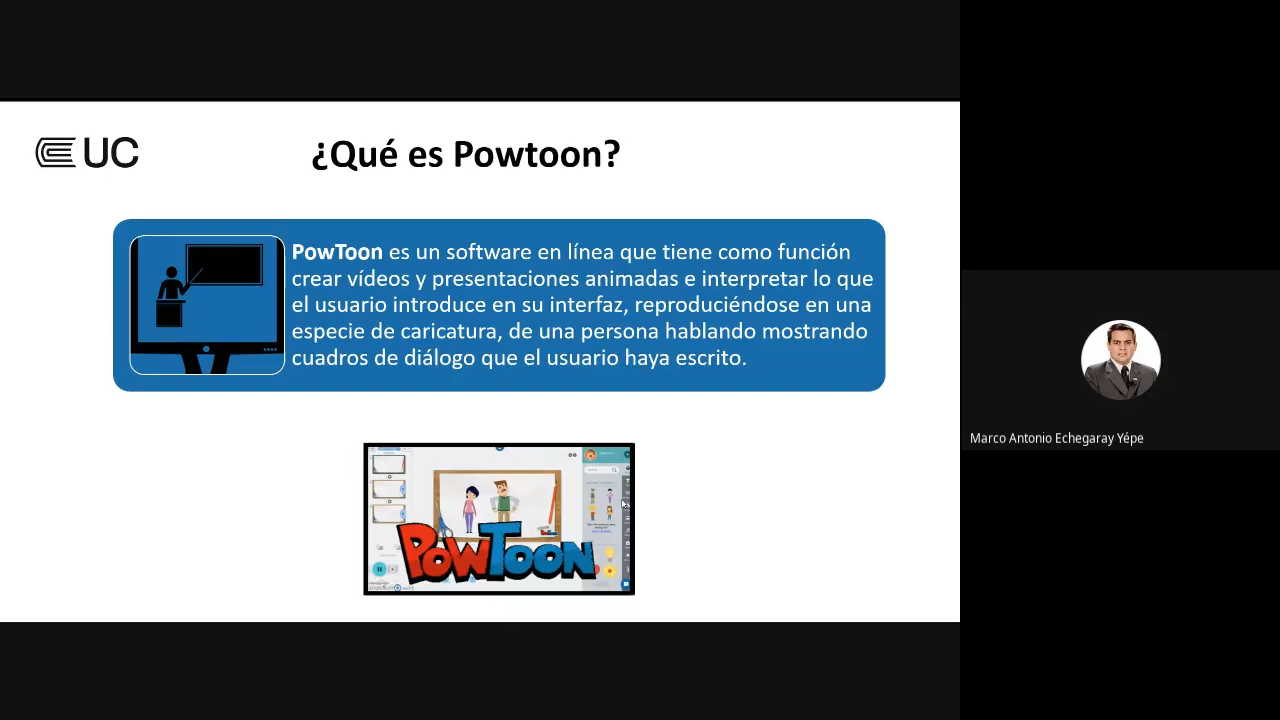 UC
¿Qué es Powtoon?
PowToon es un software en línea que tiene como función
crear vídeos y presentaciones animadas e interpretar lo que
el usuario introduce en su interfaz, reproduciéndose en una
especie de caricatura, de una persona hablando mostrando
cuadros de diálogo que el usuario haya escrito.
POWTOON
Marco Antonio Echegaray Yépe